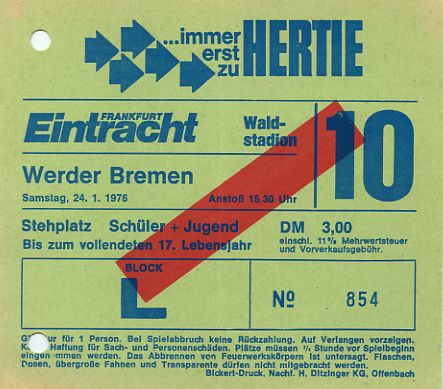 ...immer
erst
zu HERTIE
FRANKFURT
Eintracht
Wald-
stadion
10
Werder Bremen
Samstag, 24. 1. 1976
Anstoß 15.30 Uhr
Stehplatz Schüler + Jugend
Bis zum vollendeten 17. Lebensjahr
DM 3,00
einschl. 11% Mehrwertsteuer
und Vorverkaufsgebühr.
BLOCK
L
Nº 854
für 1 Person. Bei Spielabbruch keine Rückzahlung. Auf Verlangen vorzeigen.
Haftung für Sach- und Personenschäden. Plätze müssen Stunde vor Spielbeginn
werden. Das Abbrennen von Feuerwerkskörpern ist untersagt. Flaschen,
Dosen, übergroße Fahnen und Transparente dürfen nicht mitgebracht werden.
Bickert-Druck, Nachf. H. Ditzinger KG, Offenbach